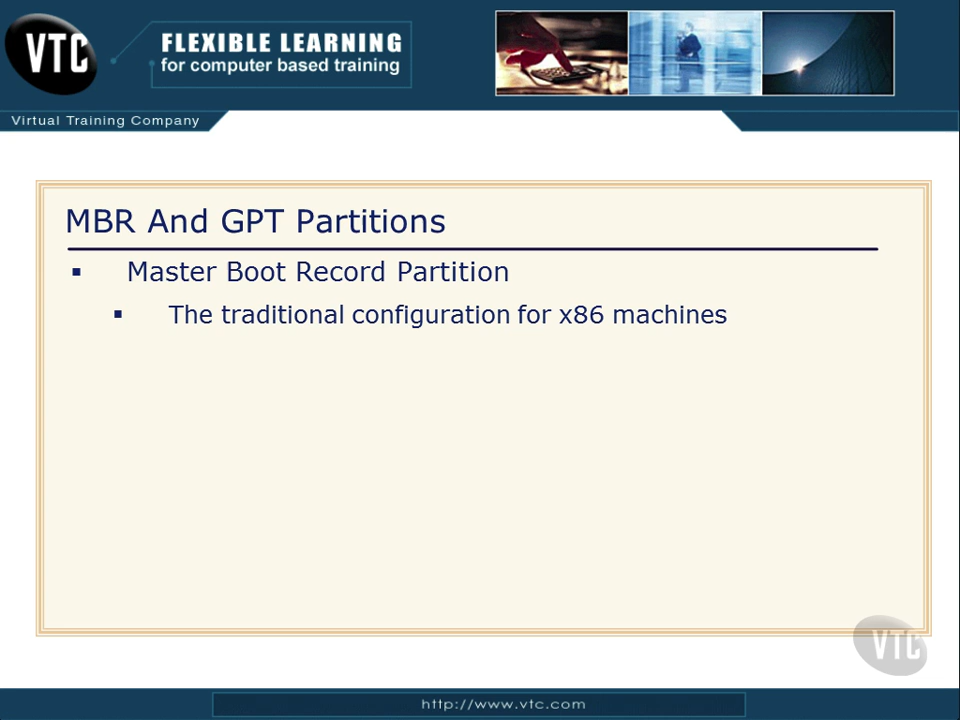 VTC
FLEXIBLE LEARNING
for computer based training
Virtual Training Company
MBR And GPT Partitions
Master Boot Record Partition
The traditional configuration for x86 machines
VTC
http://www.vtc.com